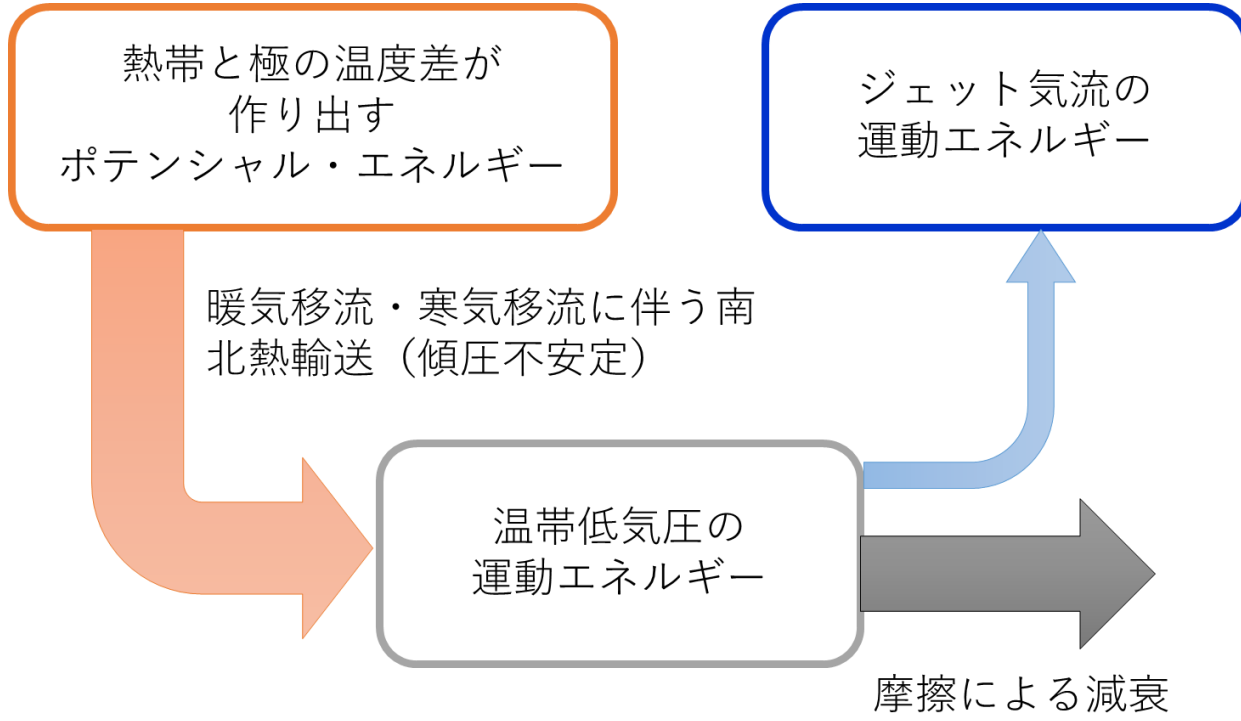 熱帯と極の温度差が
作り出す
ポテンシャル・エネルギー
ジェット気流の
運動エネルギー
暖気移流・寒気移流に伴う南
北熱輸送（傾圧不安定）
温帯低気圧の
運動エネルギー
摩擦による減衰